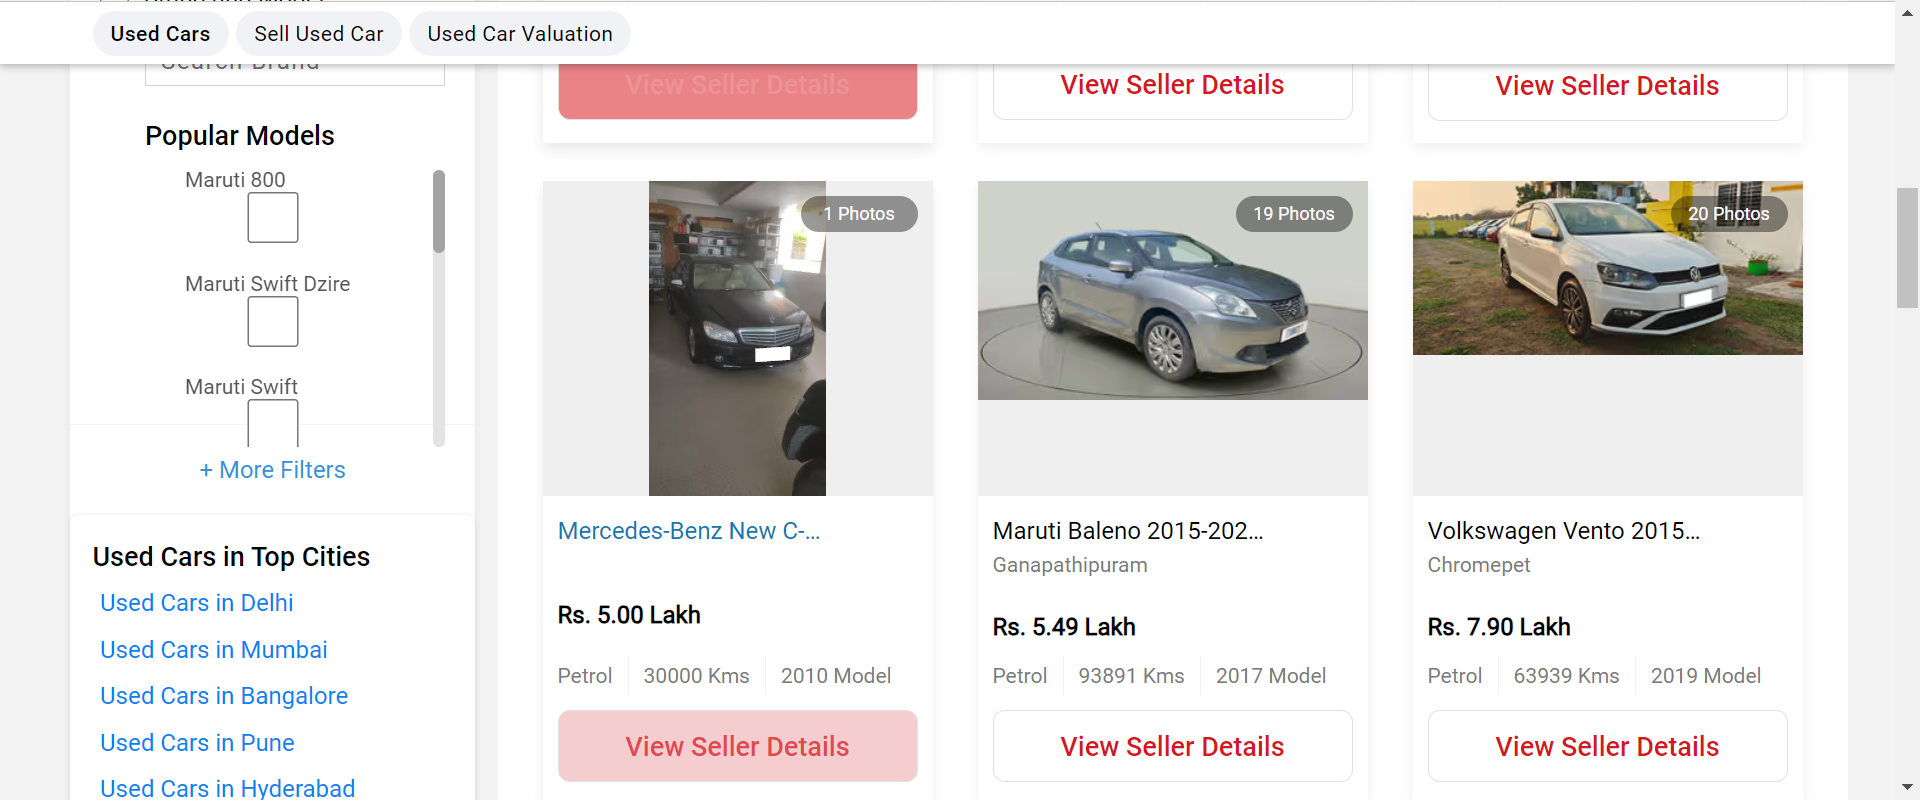 Used Cars
Sell Used Car
Used Car Valuation
Search Brand
Popular Models
Maruti 800
Maruti Swift Dzire
Maruti Swift
+ More Filters
Used Cars in Top Cities
Used Cars in Delhi
Used Cars in Mumbai
Used Cars in Bangalore
Used Cars in Pune
Used Cars in Hyderabad
View Seller Details
View Seller Details
View Seller Details
1 Photos
Mercedes-Benz New C-...
Rs. 5.00 Lakh
Petrol 30000 Kms 2010 Model
View Seller Details
19 Photos
Maruti Baleno 2015-202...
Ganapathipuram
Rs. 5.49 Lakh
Petrol 93891 Kms 2017 Model
View Seller Details
20 Photos
Volkswagen Vento 2015...
Chromepet
Rs. 7.90 Lakh
Petrol 63939 Kms 2019 Model
View Seller Details